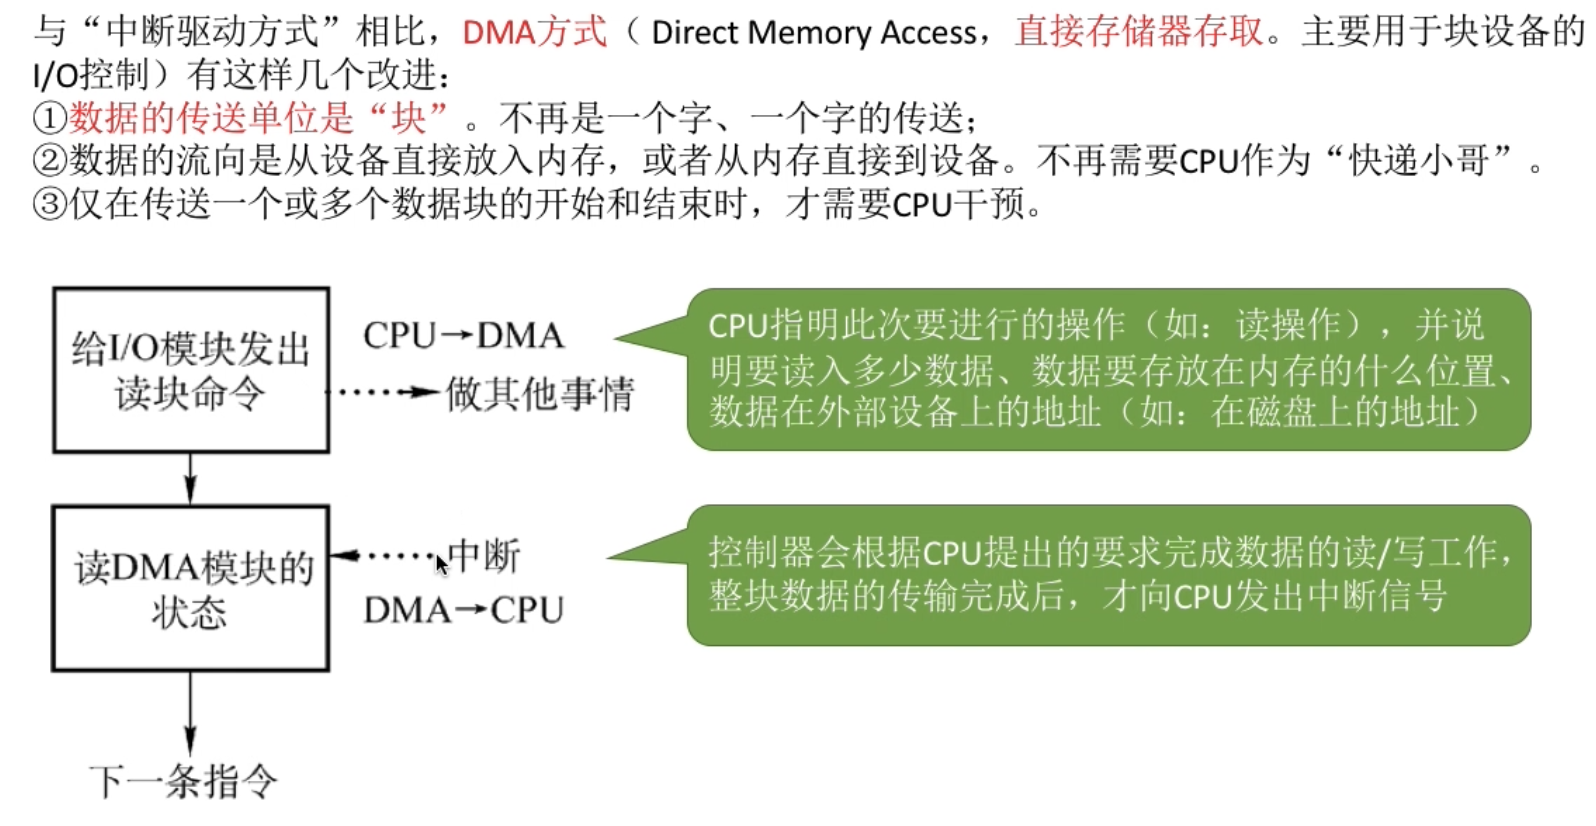 与“中断驱动方式”相比，DMA方式（ Direct Memory Access，直接存储器存取。主要用于块设备的
I/O控制）有这样几个改进：
①数据的传送单位是“块”。不再是一个字、一个字的传送；
②数据的流向是从设备直接放入内存，或者从内存直接到设备。不再需要CPU作为“快递小哥”。
③仅在传送一个或多个数据块的开始和结束时，才需要CPU干预。
给I/O模块发出
读块命令
CPU→DMA
做其他事情
CPU指明此次要进行的操作（如：读操作），并说
明要读入多少数据、数据要存放在内存的什么位置、
数据在外部设备上的地址（如：在磁盘上的地址）
读DMA模块的
状态
中断
DMA→CPU
控制器会根据CPU提出的要求完成数据的读/写工作，
整块数据的传输完成后，才向CPU发出中断信号
下一条指令